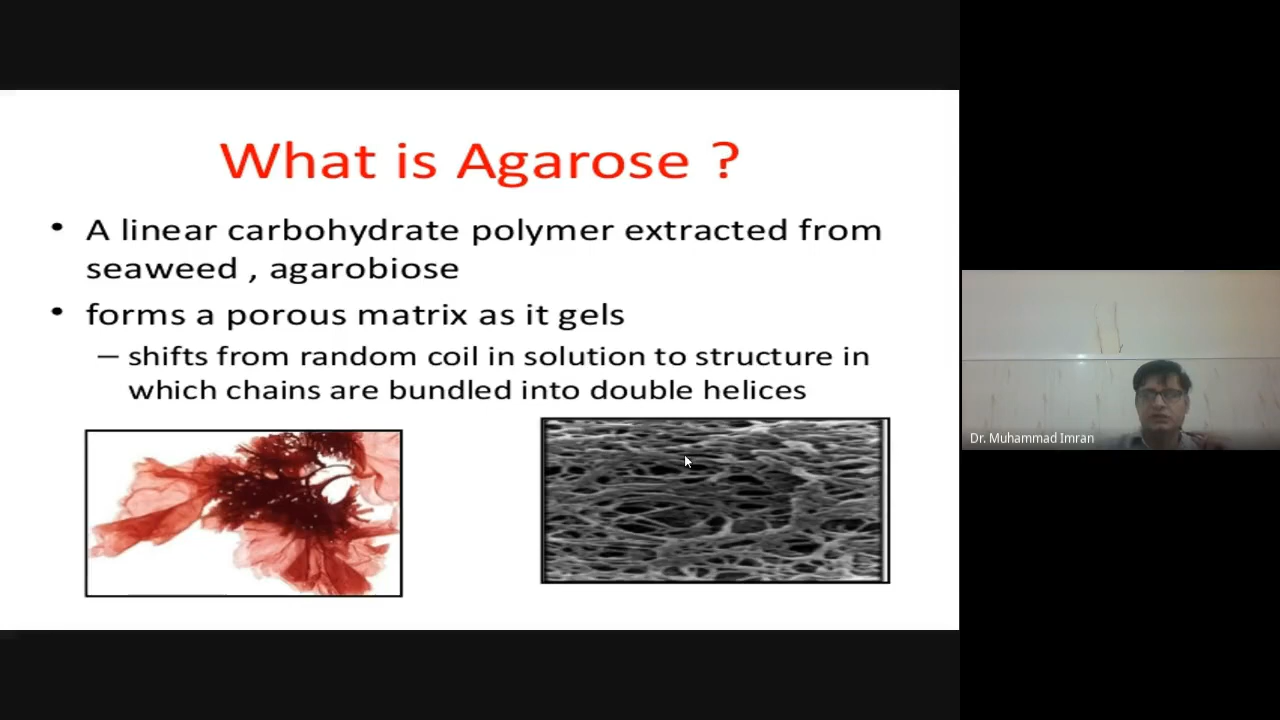 What is Agarose ?
• A linear carbohydrate polymer extracted from
seaweed , agarobiose
• forms a porous matrix as it gels
– shifts from random coil in solution to structure in
which chains are bundled into double helices
Dr. Muhammad Imran